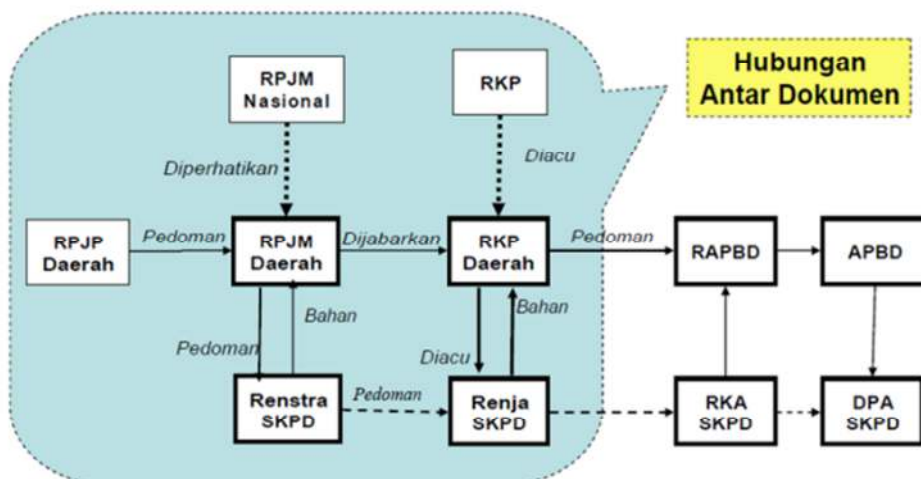 RPJM
Nasional
RKP
Hubungan
Antar Dokumen
Diperhatikan
Diacu
RPJP
Daerah
Pedoman
RPJM
Daerah
Dijabarkan
RKP
Daerah
Pedoman
RAPBD
APBD
Pedoman
Bahan
Diacu
Bahan
Renstra
SKPD
Pedoman
Renja
SKPD
RKA
SKPD
DPA
SKPD